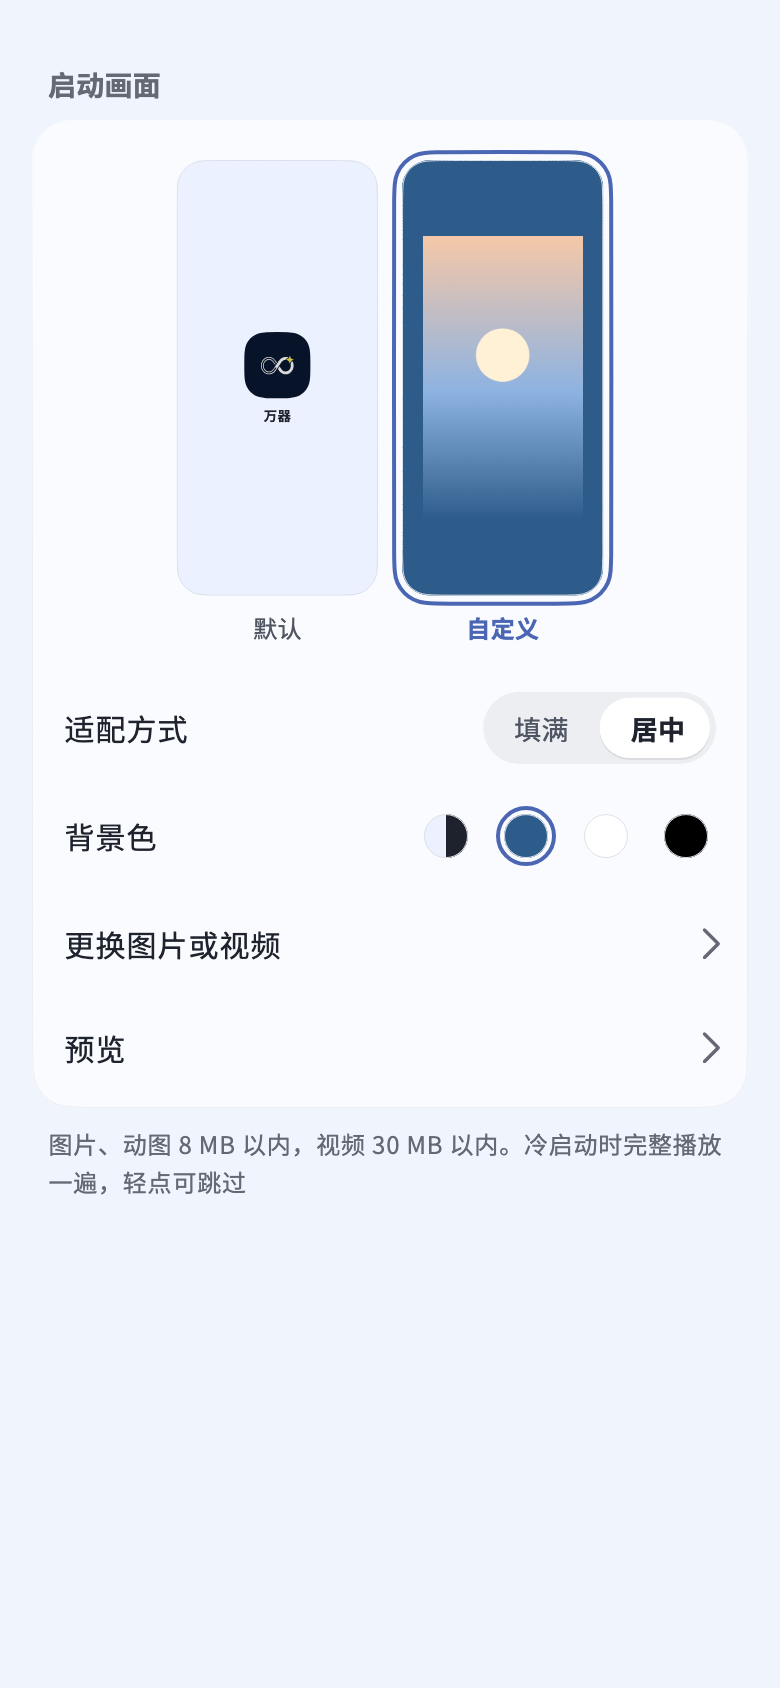 启动画面
万器
默认
自定义
适配方式
填满
居中
背景色
更换图片或视频
预览
图片、动图 8 MB 以内，视频 30 MB 以内。冷启动时完整播放
一遍，轻点可跳过